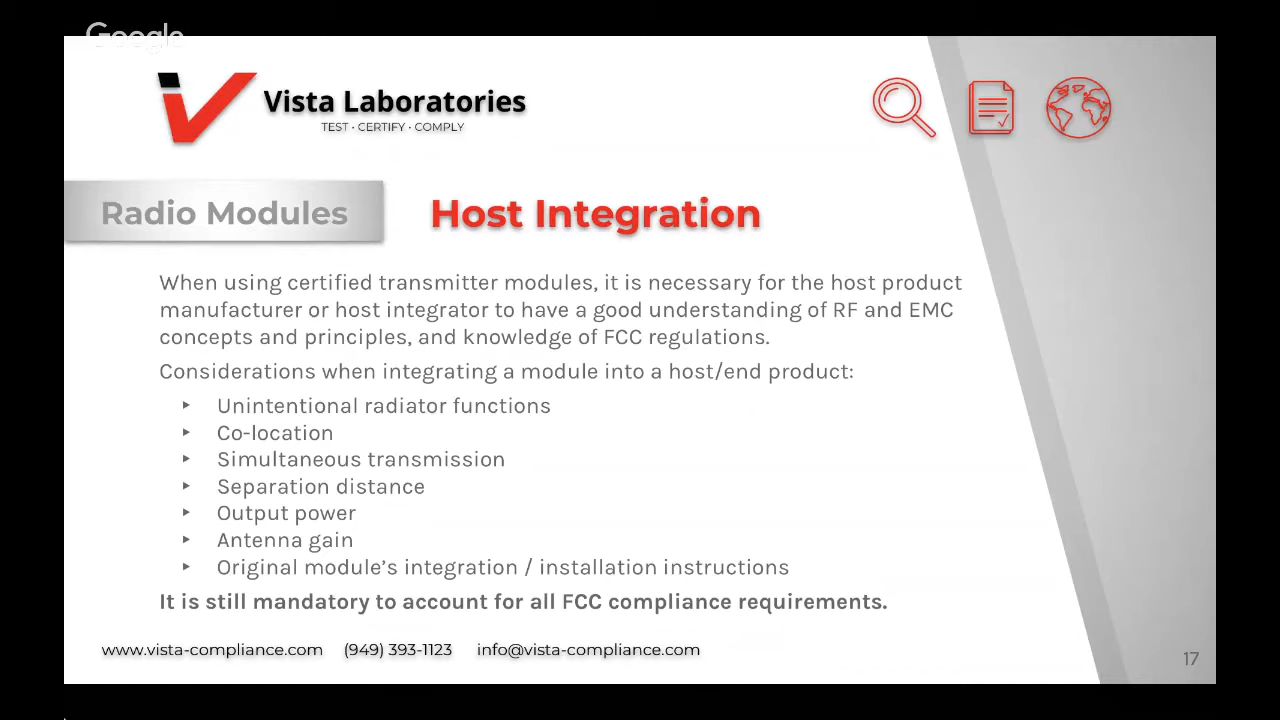 Google
Vista Laboratories
TEST · CERTIFY · COMPLY
Radio Modules
Host Integration
When using certified transmitter modules, it is necessary for the host product
manufacturer or host integrator to have a good understanding of RF and EMC
concepts and principles, and knowledge of FCC regulations.
Considerations when integrating a module into a host/end product:
‣ Unintentional radiator functions
‣ Co-location
‣ Simultaneous transmission
‣ Separation distance
‣ Output power
‣ Antenna gain
‣ Original module’s integration / installation instructions
It is still mandatory to account for all FCC compliance requirements.
www.vista-compliance.com (949) 393-1123 info@vista-compliance.com
17